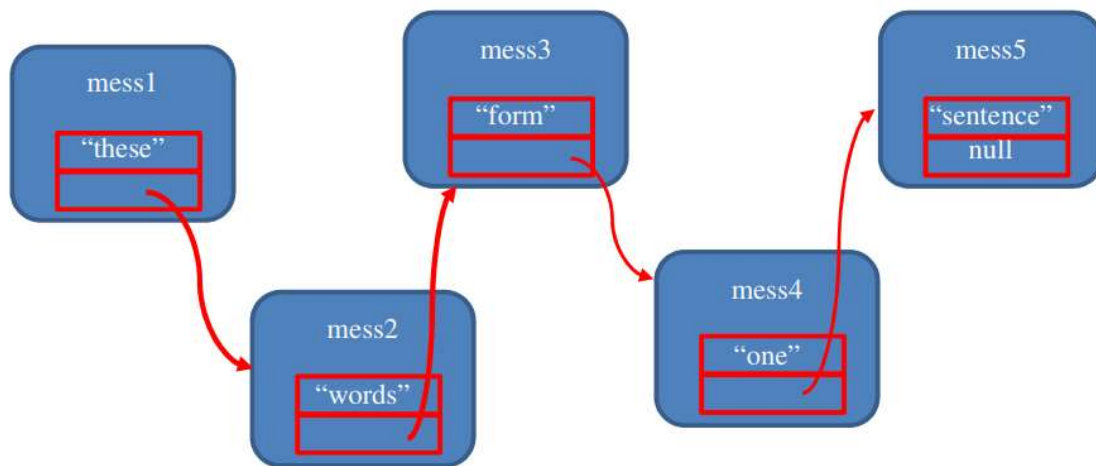 mess1
“these”
mess2
“words”
mess3
“form”
mess4
“one”
mess5
“sentence”
null